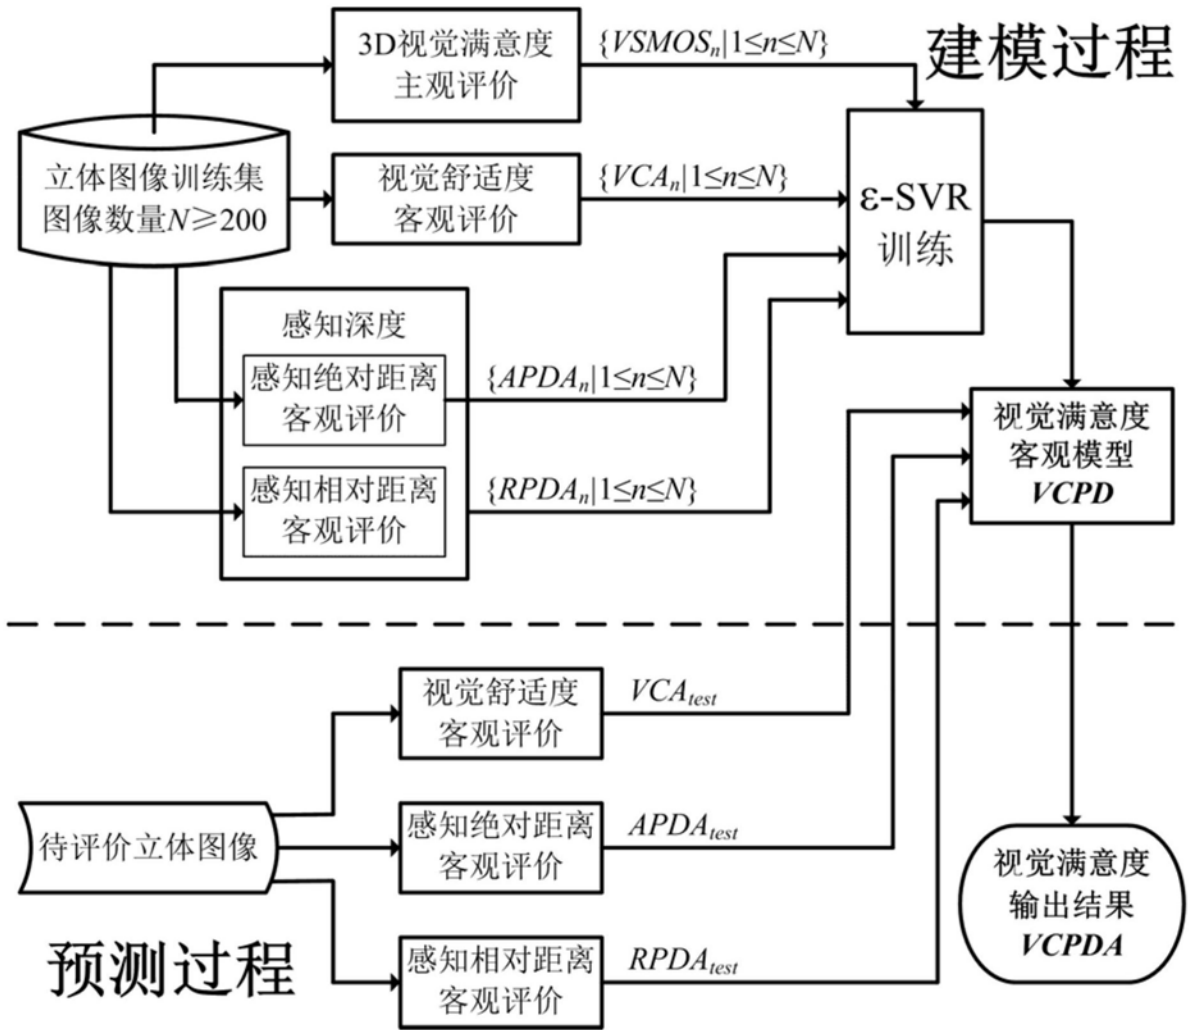 3D视觉满意度
主观评价
{VSMOSₙ|1≤n≤N}
建模过程
立体图像训练集
图像数量N≥200
视觉舒适度
客观评价
{VCAₙ|1≤n≤N}
ε-SVR
训练
感知深度
感知绝对距离
客观评价
{APDAₙ|1≤n≤N}
感知相对距离
客观评价
{RPDAₙ|1≤n≤N}
视觉满意度
客观模型
VCPD
视觉舒适度
客观评价
VCAtest
待评价立体图像
感知绝对距离
客观评价
APDAtest
感知相对距离
客观评价
RPDAtest
视觉满意度
输出结果
VCPDA
预测过程